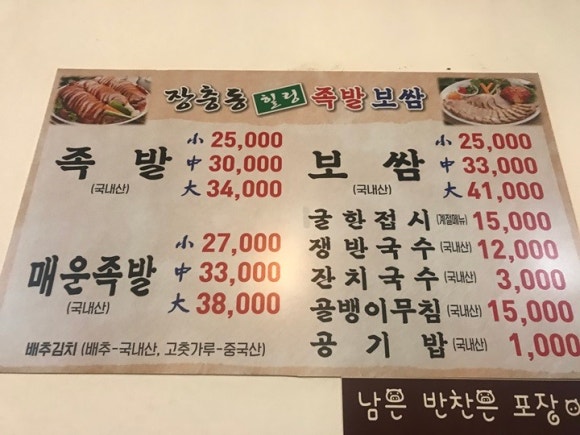 장충동 힐링 족발보쌈
족발 (국내산)
小 25,000
中 30,000
大 34,000
매운족발 (국내산)
小 27,000
中 33,000
大 38,000
배추김치 (배추-국내산, 고춧가루-중국산)
보쌈 (국내산)
小 25,000
中 33,000
大 41,000
굴한접시 (계절메뉴) 15,000
쟁반국수 (국내산) 12,000
잔치국수 (국내산) 3,000
골뱅이무침 (국내산) 15,000
공기밥 (국내산) 1,000
남은 반찬은 포장